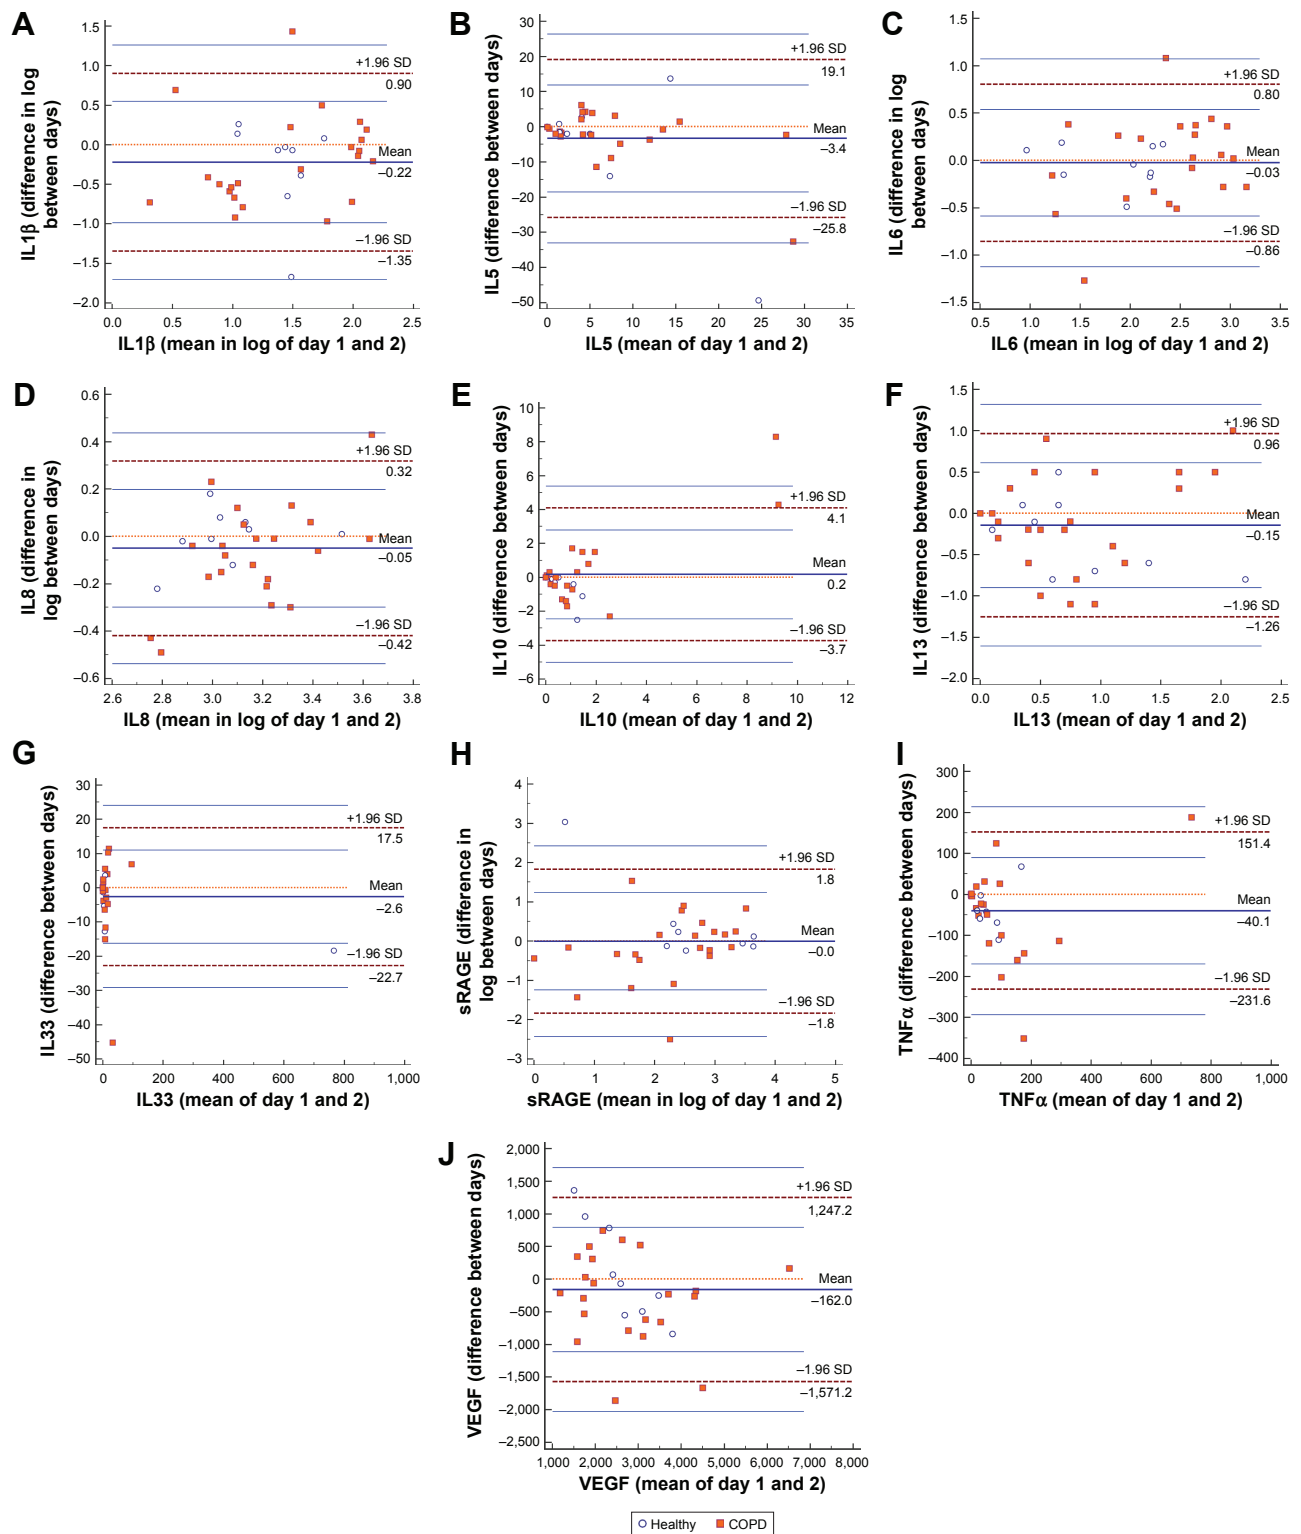 A
IL1β (difference in log
between days)
1.5
1.0
0.5
0.0
–0.5
–1.0
–1.5
–2.0
+1.96 SD
0.90
Mean
–0.22
–1.96 SD
–1.35
0.0 0.5 1.0 1.5 2.0 2.5
IL1β (mean in log of day 1 and 2)
B
IL5 (difference between days)
30
20
10
0
–10
–20
–30
–40
–50
+1.96 SD
19.1
Mean
–3.4
–1.96 SD
–25.8
0 5 10 15 20 25 30 35
IL5 (mean of day 1 and 2)
C
IL6 (difference in log
between days)
1.5
1.0
0.5
0.0
–0.5
–1.0
–1.5
+1.96 SD
0.80
Mean
–0.03
–1.96 SD
–0.86
0.5 1.0 1.5 2.0 2.5 3.0 3.5
IL6 (mean in log of day 1 and 2)
D
IL8 (difference in
log between days)
0.6
0.4
0.2
0.0
–0.2
–0.4
–0.6
+1.96 SD
0.32
Mean
–0.05
–1.96 SD
–0.42
2.6 2.8 3.0 3.2 3.4 3.6 3.8
IL8 (mean in log of day 1 and 2)
E
IL10 (difference between days)
10
8
6
4
2
0
–2
–4
–6
+1.96 SD
4.1
Mean
0.2
–1.96 SD
–3.7
0 2 4 6 8 10 12
IL10 (mean of day 1 and 2)
F
IL13 (difference between days)
1.5
1.0
0.5
0.0
–0.5
–1.0
–1.5
–2.0
+1.96 SD
0.96
Mean
–0.15
–1.96 SD
–1.26
0.0 0.5 1.0 1.5 2.0 2.5
IL13 (mean of day 1 and 2)
G
IL33 (difference between days)
30
20
10
0
–10
–20
–30
–40
–50
+1.96 SD
17.5
Mean
–2.6
–1.96 SD
–22.7
0 200 400 600 800 1,000
IL33 (mean of day 1 and 2)
H
sRAGE (difference in
log between days)
4
3
2
1
0
–1
–2
–3
+1.96 SD
1.8
Mean
–0.0
–1.96 SD
–1.8
0 1 2 3 4 5
sRAGE (mean in log of day 1 and 2)
I
TNFα (difference between days)
300
200
100
0
–100
–200
–300
–400
+1.96 SD
151.4
Mean
–40.1
–1.96 SD
–231.6
0 200 400 600 800 1,000
TNFα (mean of day 1 and 2)
J
VEGF (difference between days)
2,000
1,500
1,000
500
0
–500
–1,000
–1,500
–2,000
–2,500
+1.96 SD
1,247.2
Mean
–162.0
–1.96 SD
–1,571.2
1,000 2,000 3,000 4,000 5,000 6,000 7,000 8,000
VEGF (mean of day 1 and 2)
Healthy COPD